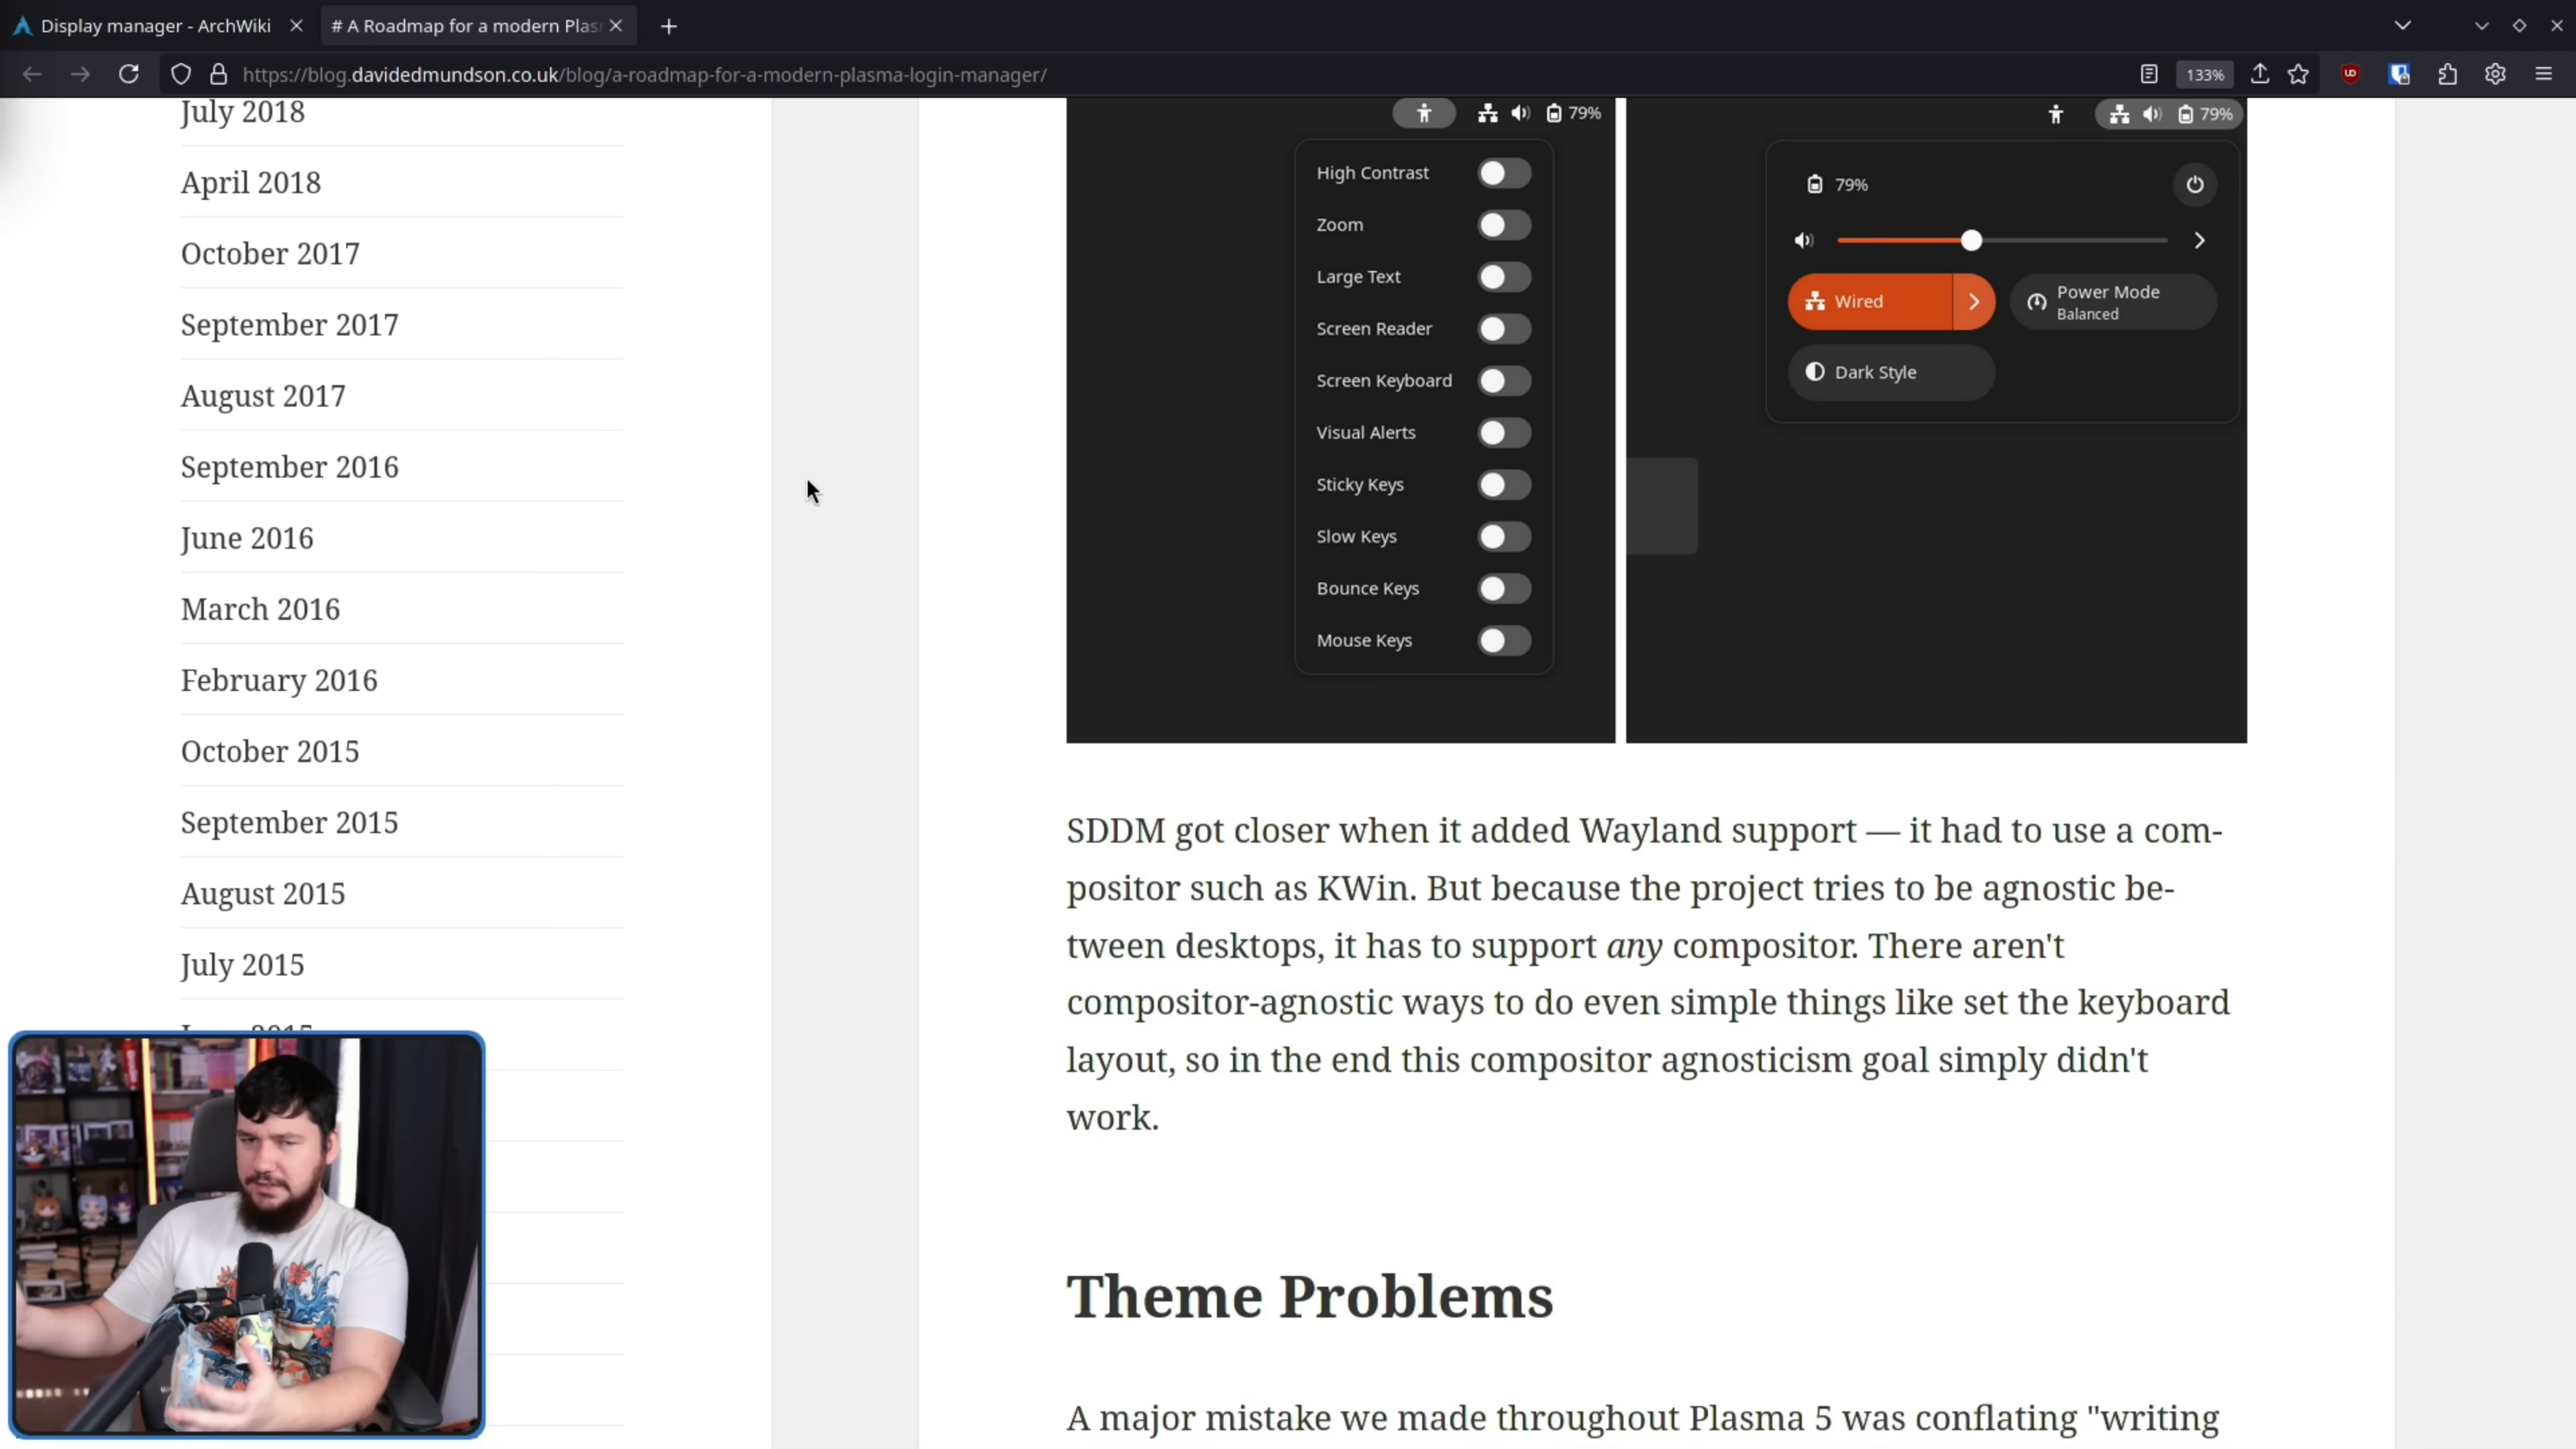 Display manager - ArchWiki
# A Roadmap for a modern Plas
https://blog.davidedmundson.co.uk/blog/a-roadmap-for-a-modern-plasma-login-manager/
133%
July 2018
April 2018
October 2017
September 2017
August 2017
September 2016
June 2016
March 2016
February 2016
October 2015
September 2015
August 2015
July 2015
79%
High Contrast
Zoom
Large Text
Screen Reader
Screen Keyboard
Visual Alerts
Sticky Keys
Slow Keys
Bounce Keys
Mouse Keys
79%
79%
Wired
Power Mode
Balanced
Dark Style
SDDM got closer when it added Wayland support — it had to use a com-
positor such as KWin. But because the project tries to be agnostic be-
tween desktops, it has to support any compositor. There aren't
compositor-agnostic ways to do even simple things like set the keyboard
layout, so in the end this compositor agnosticism goal simply didn't
work.
Theme Problems
A major mistake we made throughout Plasma 5 was conflating "writing